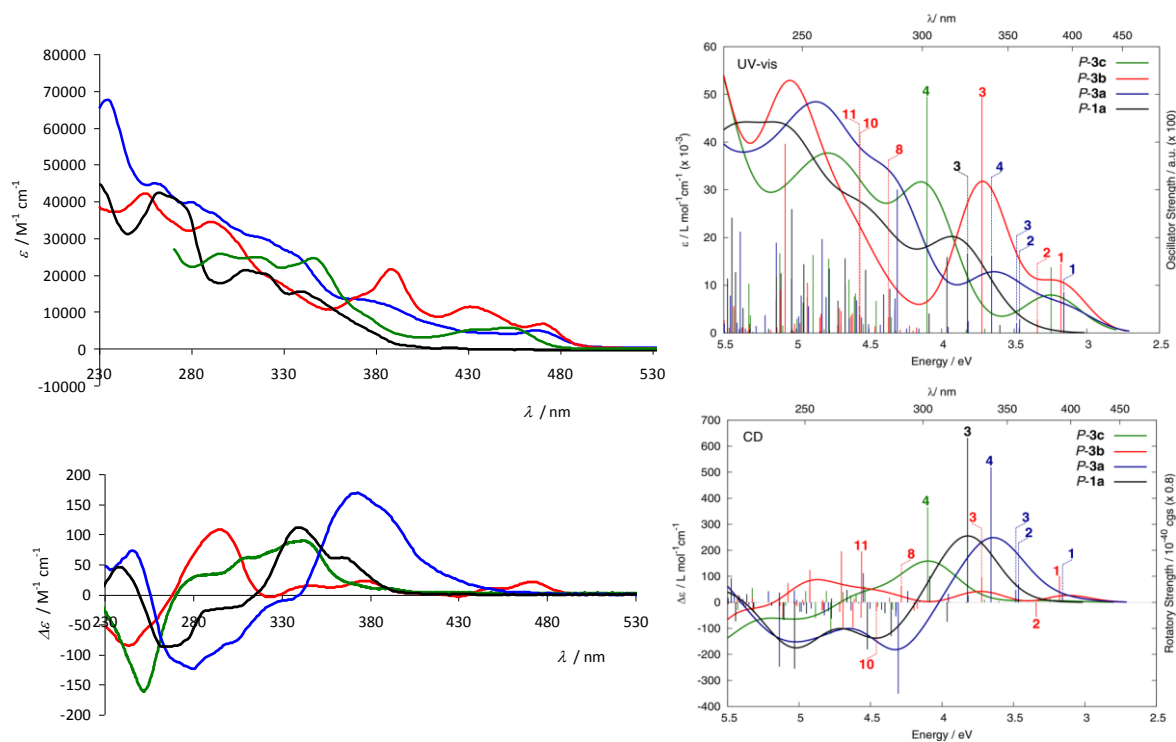 80000
70000
60000
50000
40000
30000
20000
10000
0
-10000
ε / M⁻¹ cm⁻¹
230 280 330 380 430 480 530
λ / nm
λ/ nm
250 300 350 400 450
60
50
40
30
20
10
0
ε / L mol⁻¹cm⁻¹ (x 10⁻³)
UV-vis
P-3c
P-3b
P-3a
P-1a
11
10
8
4
3
3
4
3
2
2
1
1
Oscillator Strength / a.u. (x 100)
5.5 5 4.5 4 3.5 3 2.5
Energy / eV
200
150
100
50
0
-50
-100
-150
-200
Δε / M⁻¹ cm⁻¹
230 280 330 380 430 480 530
λ / nm
λ/ nm
250 300 350 400 450
700
600
500
400
300
200
100
0
-100
-200
-300
-400
Δε / L mol⁻¹cm⁻¹
CD
P-3c
P-3b
P-3a
P-1a
3
4
4
11
8
3
3
2
1
1
2
10
Rotatory Strength / 10⁻⁴⁰ cgs (x 0.8)
5.5 5 4.5 4 3.5 3 2.5
Energy / eV